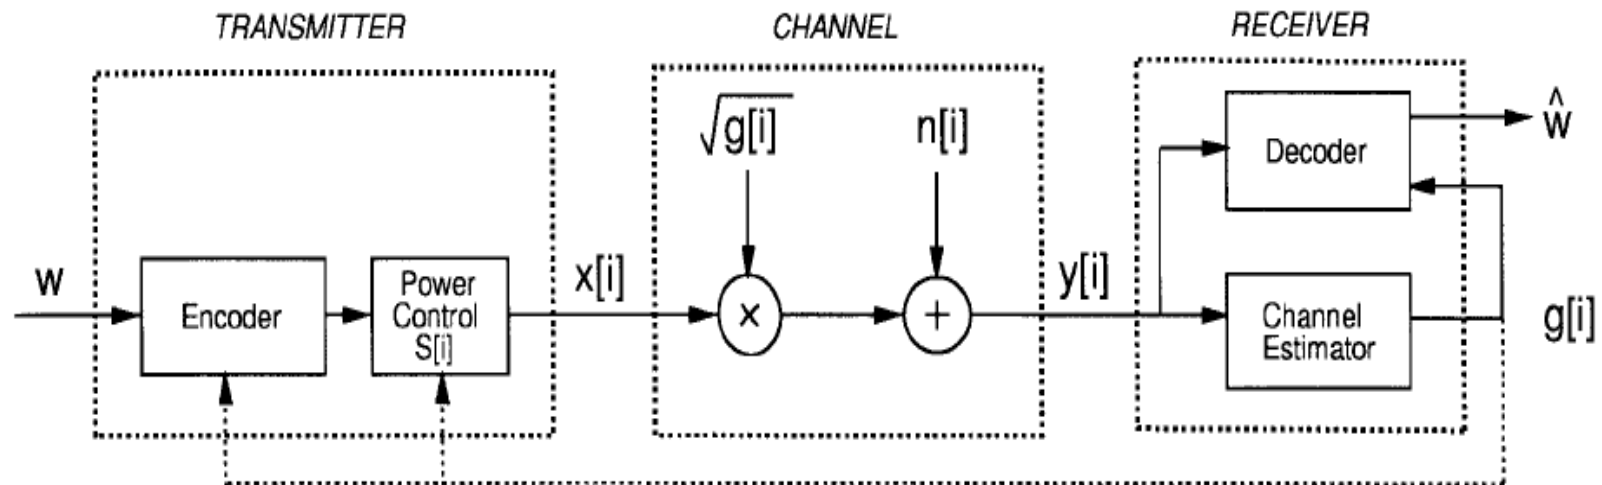 TRANSMITTER
CHANNEL
RECEIVER
√g[i]
n[i]
Decoder
ŵ
w
Encoder
Power
Control
S[i]
x[i]
×
+
y[i]
Channel
Estimator
g[i]